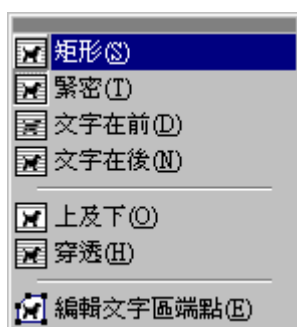 矩形(S)
緊密(T)
文字在前(D)
文字在後(N)
上及下(O)
穿透(H)
編輯文字區端點(E)